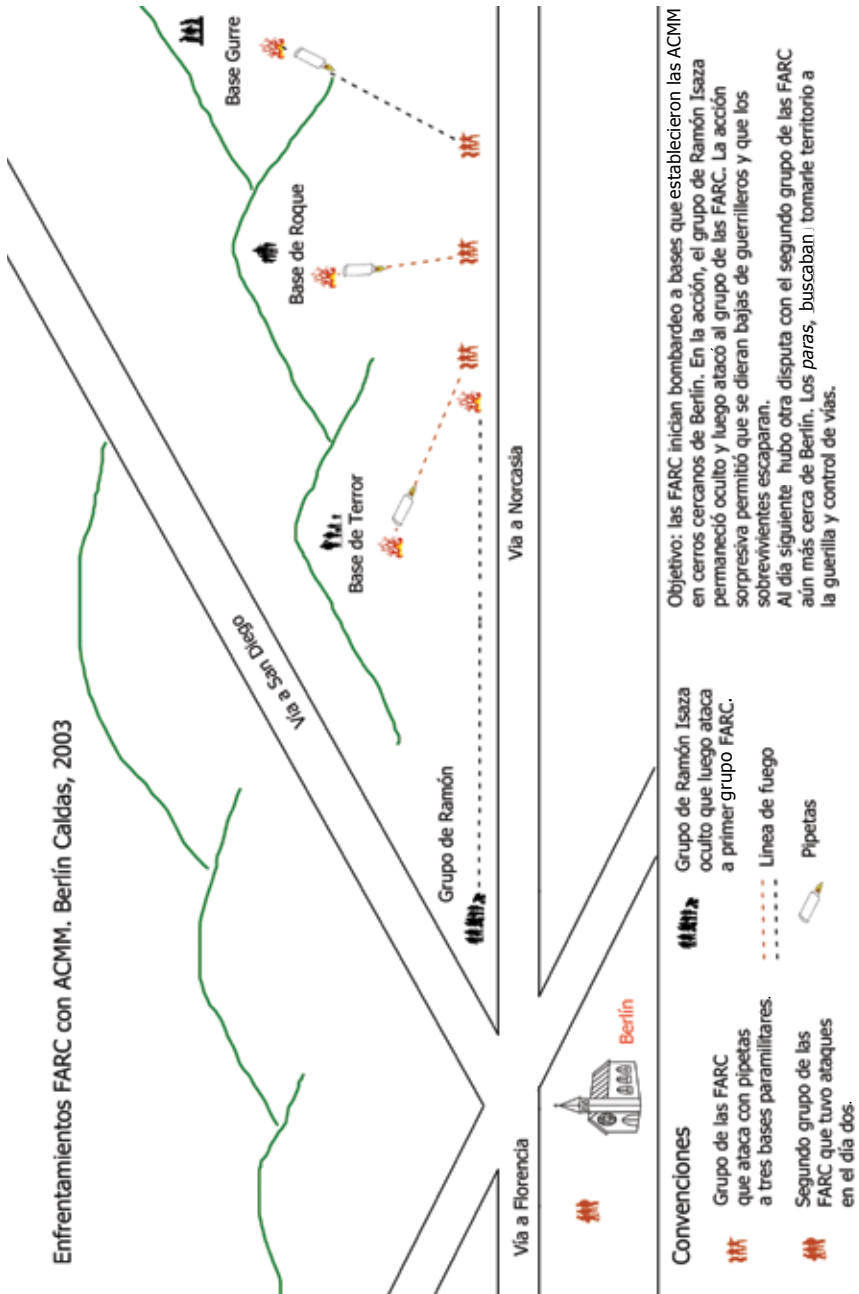 Enfrentamientos FARC con ACMM. Berlín Caldas, 2003
Vía a San Diego
Base Gurre
Base de Roque
Base de Terror
Grupo de Ramón
Vía a Norcasia
Vía a Florencia
Berlín
Convenciones
Grupo de las FARC
que ataca con pipetas
a tres bases paramilitares.
Segundo grupo de las
FARC que tuvo ataques
en el día dos.
Grupo de Ramón Isaza
oculto que luego ataca
a primer grupo FARC.
Linea de fuego
Pipetas
Objetivo: las FARC inician bombardeo a bases que establecieron las ACMM
en cerros cercanos de Berlín. En la acción, el grupo de Ramón Isaza
permaneció oculto y luego atacó al grupo de las FARC. La acción
sorpresiva permitió que se dieran bajas de guerrilleros y que los
sobrevivientes escaparan.
Al día siguiente hubo otra disputa con el segundo grupo de las FARC
aún más cerca de Berlín. Los paras, buscaban tomarle territorio a
la guerilla y control de vías.